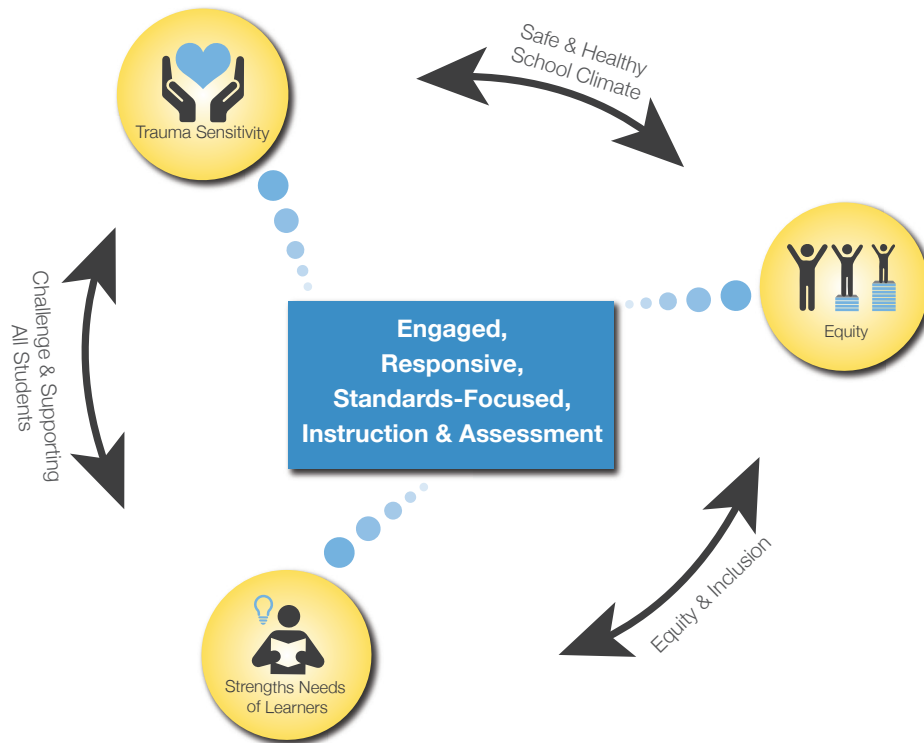 Safe & Healthy
School Climate
Trauma Sensitivity
Equity
Challenge & Supporting
All Students
Engaged,
Responsive,
Standards-Focused,
Instruction & Assessment
Equity & Inclusion
Strengths Needs
of Learners